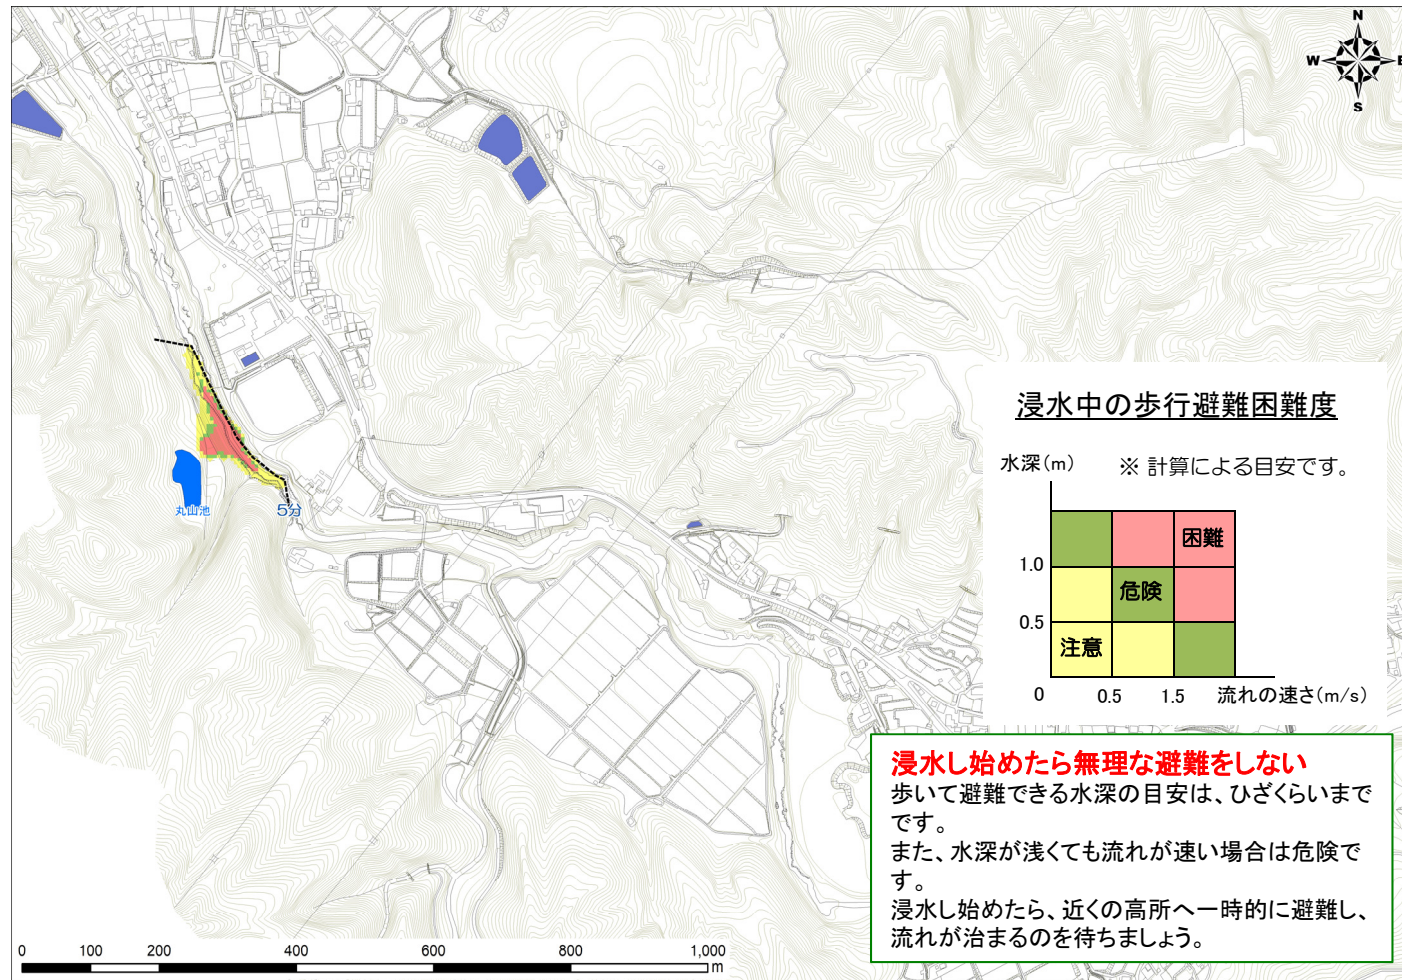 N
W
E
S
丸山池
5分
浸水中の歩行避難困難度
水深(m)
※ 計算による目安です。
困難
1.0
危険
0.5
注意
0
0.5
1.5
流れの速さ(m/s)
浸水し始めたら無理な避難をしない
歩いて避難できる水深の目安は、ひざくらいまで
です。
また、水深が浅くても流れが速い場合は危険で
す。
浸水し始めたら、近くの高所へ一時的に避難し、
流れが治まるのを待ちましょう。
0 100 200 400 600 800 1,000
m